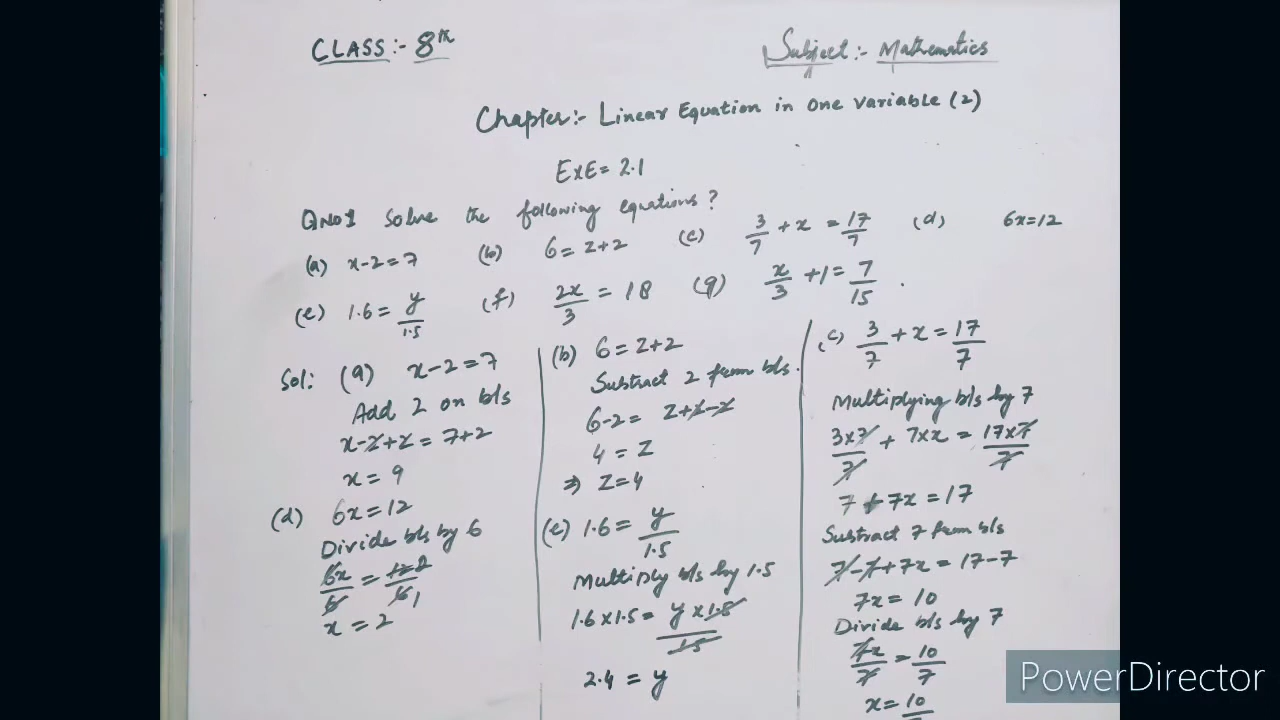 CLASS:- 8th
Subject:- Mathematics
Chapter:- Linear Equation in One variable (2)
EXE= 2.1
QNo1 Solve the following equations?
(a) x-2=7 (b) 6=z+2 (c) 3/7 + x = 17/7 (d) 6x=12
(e) 1.6 = y/1.5 (f) 2x/3 = 18 (g) x/3 + 1 = 7/15 .
Sol: (a) x-2=7
Add 2 on b/s
x-2+2=7+2
x=9
(d) 6x=12
Divide b/s by 6
6x/6 = 12 2/6 1
x=2
(b) 6=z+2
Subtract 2 from b/s.
6-2= z+2-2
4=z
⇒ z=4
(e) 1.6= y/1.5
Multiply b/s by 1.5
1.6×1.5= y×1.5/1.5
2.4 = y
(c) 3/7 + x = 17/7
Multiplying b/s by 7
3×7/7 + 7×x = 17×7/7
7+7x=17
Subtract 7 from b/s
7-7+7x=17-7
7x=10
Divide b/s by 7
7x/7 = 10/7
x=10
PowerDirector